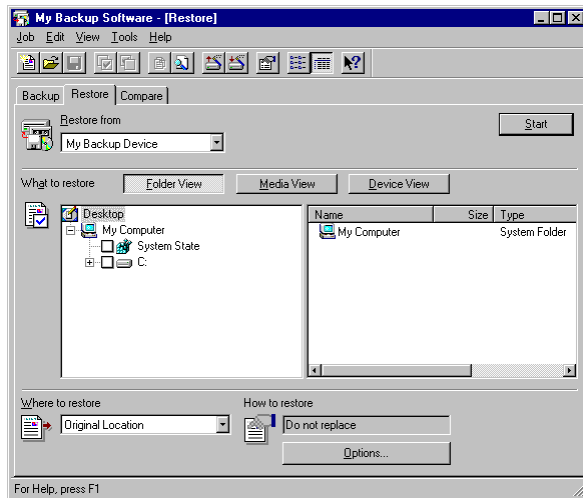 My Backup Software - [Restore]
Job Edit View Tools Help
Backup Restore Compare
Restore from
My Backup Device
Start
What to restore Folder View Media View Device View
Desktop
My Computer
System State
C:
Name Size Type
My Computer System Folder
Where to restore How to restore
Original Location Do not replace
Options...
For Help, press F1